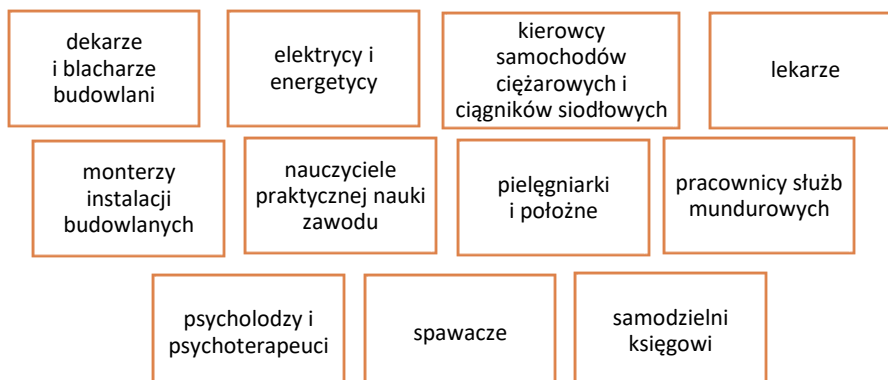 dekarze
i blacharze
budowlani
elektrycy i
energetycy
kierowcy
samochodów
ciężarowych i
ciągników siodłowych
lekarze
monterzy
instalacji
budowlanych
nauczyciele
praktycznej nauki
zawodu
pielęgniarki
i położne
pracownicy służb
mundurowych
psycholodzy i
psychoterapeuci
spawacze
samodzielni
księgowi